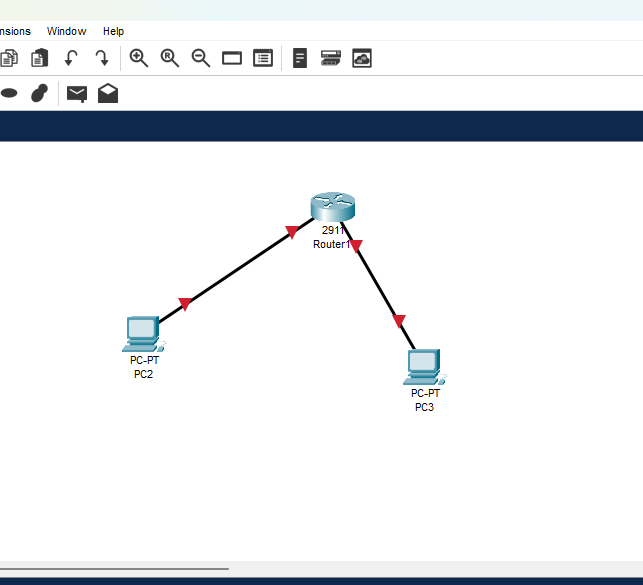 nsions Window Help
R
2911
Router1
PC-PT
PC2
PC-PT
PC3